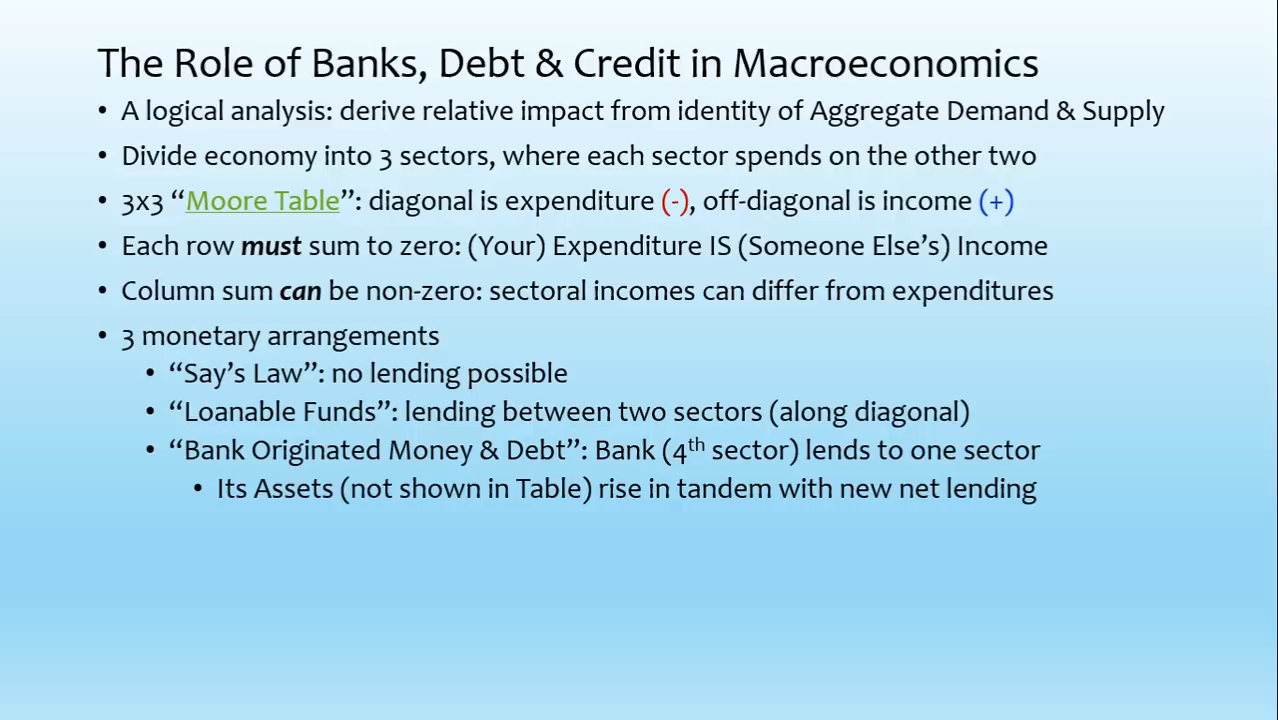 The Role of Banks, Debt & Credit in Macroeconomics
• A logical analysis: derive relative impact from identity of Aggregate Demand & Supply
• Divide economy into 3 sectors, where each sector spends on the other two
• 3x3 “Moore Table”: diagonal is expenditure (-), off-diagonal is income (+)
• Each row must sum to zero: (Your) Expenditure IS (Someone Else’s) Income
• Column sum can be non-zero: sectoral incomes can differ from expenditures
• 3 monetary arrangements
• “Say’s Law”: no lending possible
• “Loanable Funds”: lending between two sectors (along diagonal)
• “Bank Originated Money & Debt”: Bank (4th sector) lends to one sector
• Its Assets (not shown in Table) rise in tandem with new net lending